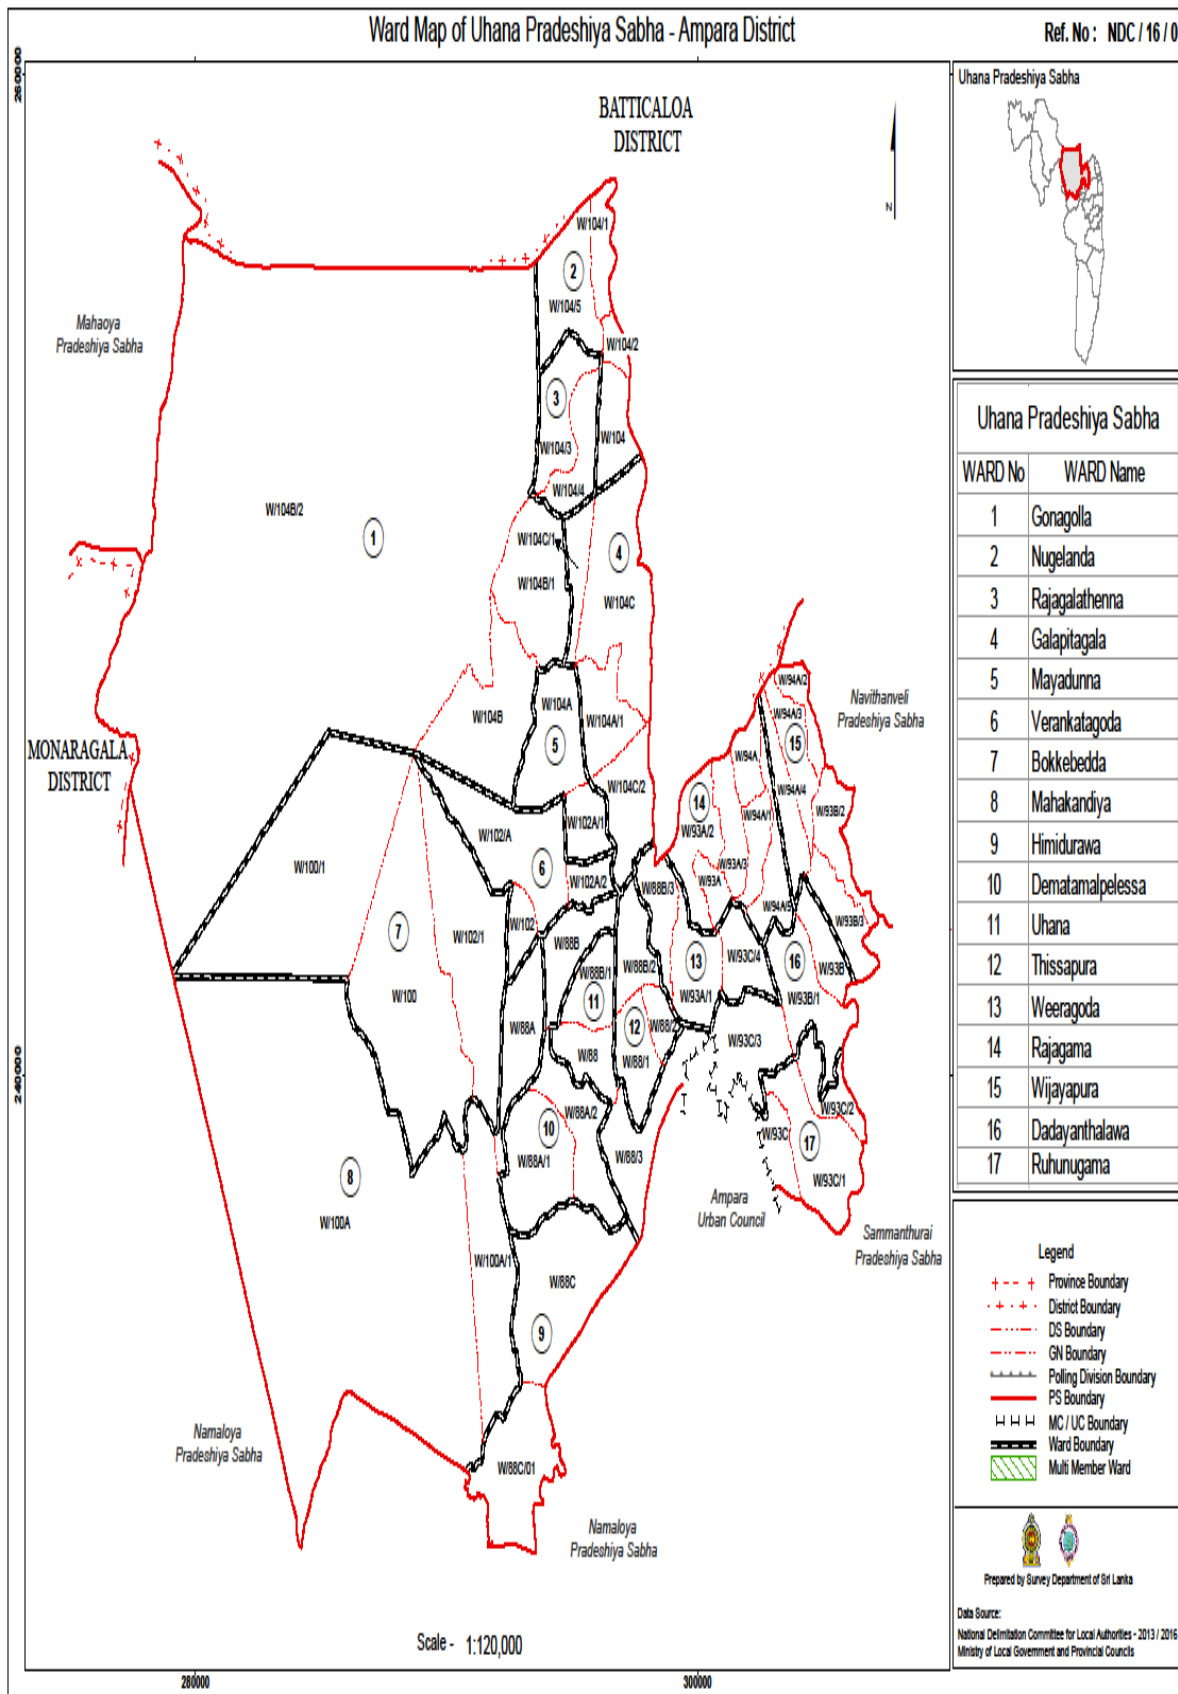 Ward Map of Uhana Pradeshiya Sabha - Ampara District
Ref. No : NDC / 16 / 0
Uhana Pradeshiya Sabha
BATTICALOA
DISTRICT
N
Mahaoya
Pradeshiya Sabha
MONARAGALA
DISTRICT
Navithanveli
Pradeshiya Sabha
Ampara
Urban Council
Sammanthurai
Pradeshiya Sabha
Namaloya
Pradeshiya Sabha
Namaloya
Pradeshiya Sabha
W/104/1
2
W/104/5
W/104/2
3
W/104/3
W/104
W/104/4
W/104B/2
1
W/104C/1
4
W/104B/1
W/104C
W/104B
W/104A
W/104A/1
5
W/104C/2
W/94A/2
W/94A/3
15
W/94A
W/94A/4
W/93B/2
14
W/94A/1
W/93A/2
W/93A/3
W/93A
W/94A/5
W/93B/3
W/102/A
W/102A/1
6
W/102A/2
W/100/1
W/102
7
W/102/1
W/100
W/88B
W/88B/3
W/88B/1
W/88B/2
13
W/93C/4
16
W/93B
W/93A/1
W/93B/1
11
12
W/88A
W/88/2
W/88
W/88/1
W/93C/3
W/88A/2
10
W/88A/1
W/88/3
W/93C/2
W/93C
17
W/93C/1
8
W/100A
W/100A/1
W/88C
9
W/88C/01
Scale - 1:120,000
280000
300000
240000
Uhana Pradeshiya Sabha
WARD No WARD Name
1 Gonagolla
2 Nugelanda
3 Rajagalathenna
4 Galapitagala
5 Mayadunna
6 Verankatagoda
7 Bokkebedda
8 Mahakandiya
9 Himidurawa
10 Dematamalpelessa
11 Uhana
12 Thissapura
13 Weeragoda
14 Rajagama
15 Wijayapura
16 Dadayanthalawa
17 Ruhunugama
Legend
Province Boundary
District Boundary
DS Boundary
GN Boundary
Polling Division Boundary
PS Boundary
MC / UC Boundary
Ward Boundary
Multi Member Ward
Prepared by Survey Department of Sri Lanka
Data Source:
National Delimitation Committee for Local Authorities - 2013 / 2016
Ministry of Local Government and Provincial Councils